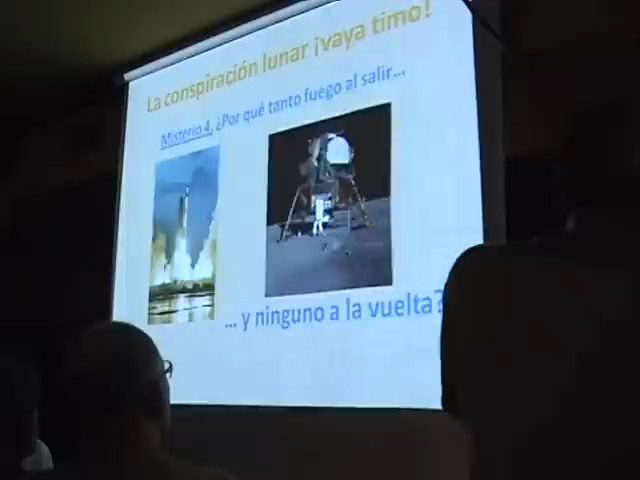 La conspiración lunar ¡vaya timo!
Misterio 4, ¿Por qué tanto fuego al salir...
... y ninguno a la vuelta?